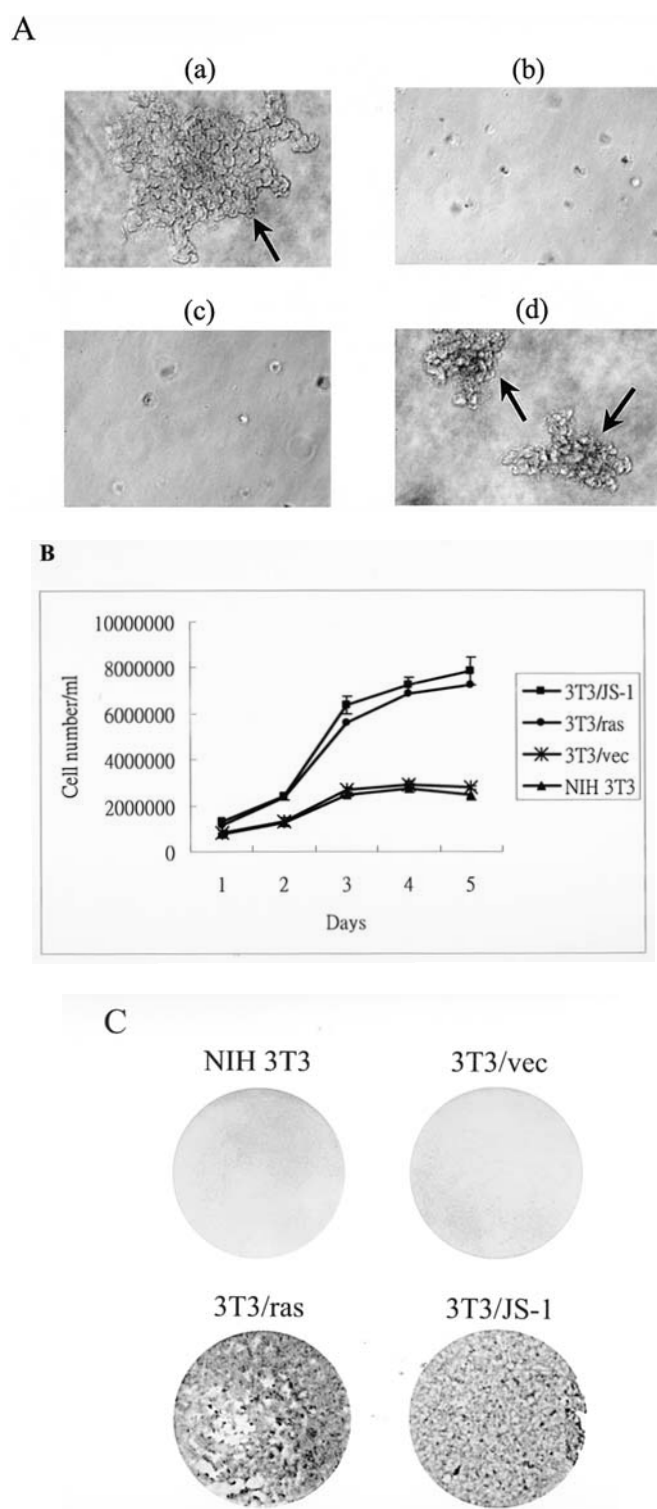 A
(a) (b)
(c) (d)
B
10000000
8000000
6000000
4000000
2000000
0
Cell number/ml
1 2 3 4 5
Days
3T3/JS-1
3T3/ras
3T3/vec
NIH 3T3
C
NIH 3T3 3T3/vec
3T3/ras 3T3/JS-1